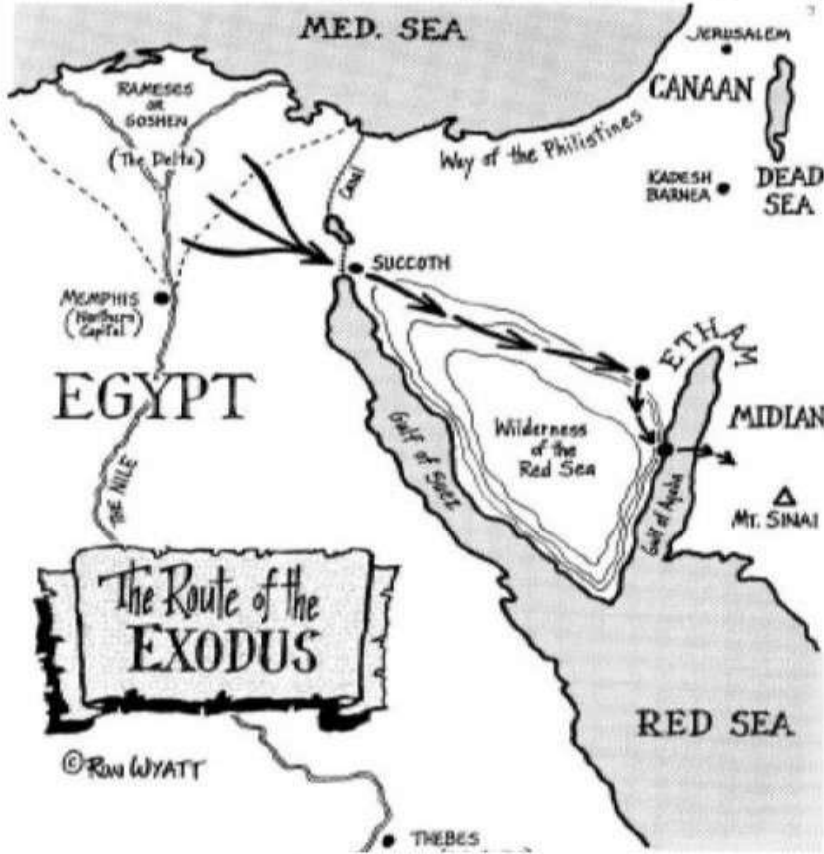 MED. SEA
JERUSALEM
CANAAN
RAMESES
OR
GOSHEN
(The Delta)
Way of the Philistines
KADESH
BARNEA
DEAD
SEA
Canal
SUCCOTH
MEMPHIS
(Northern
Capital)
ETHAM
EGYPT
MIDIAN
Gulf of Suez
Wilderness
of the
Red Sea
THE NILE
Gulf of Aqaba
MT. SINAI
The Route of the
EXODUS
RED SEA
© RON WYATT
THEBES